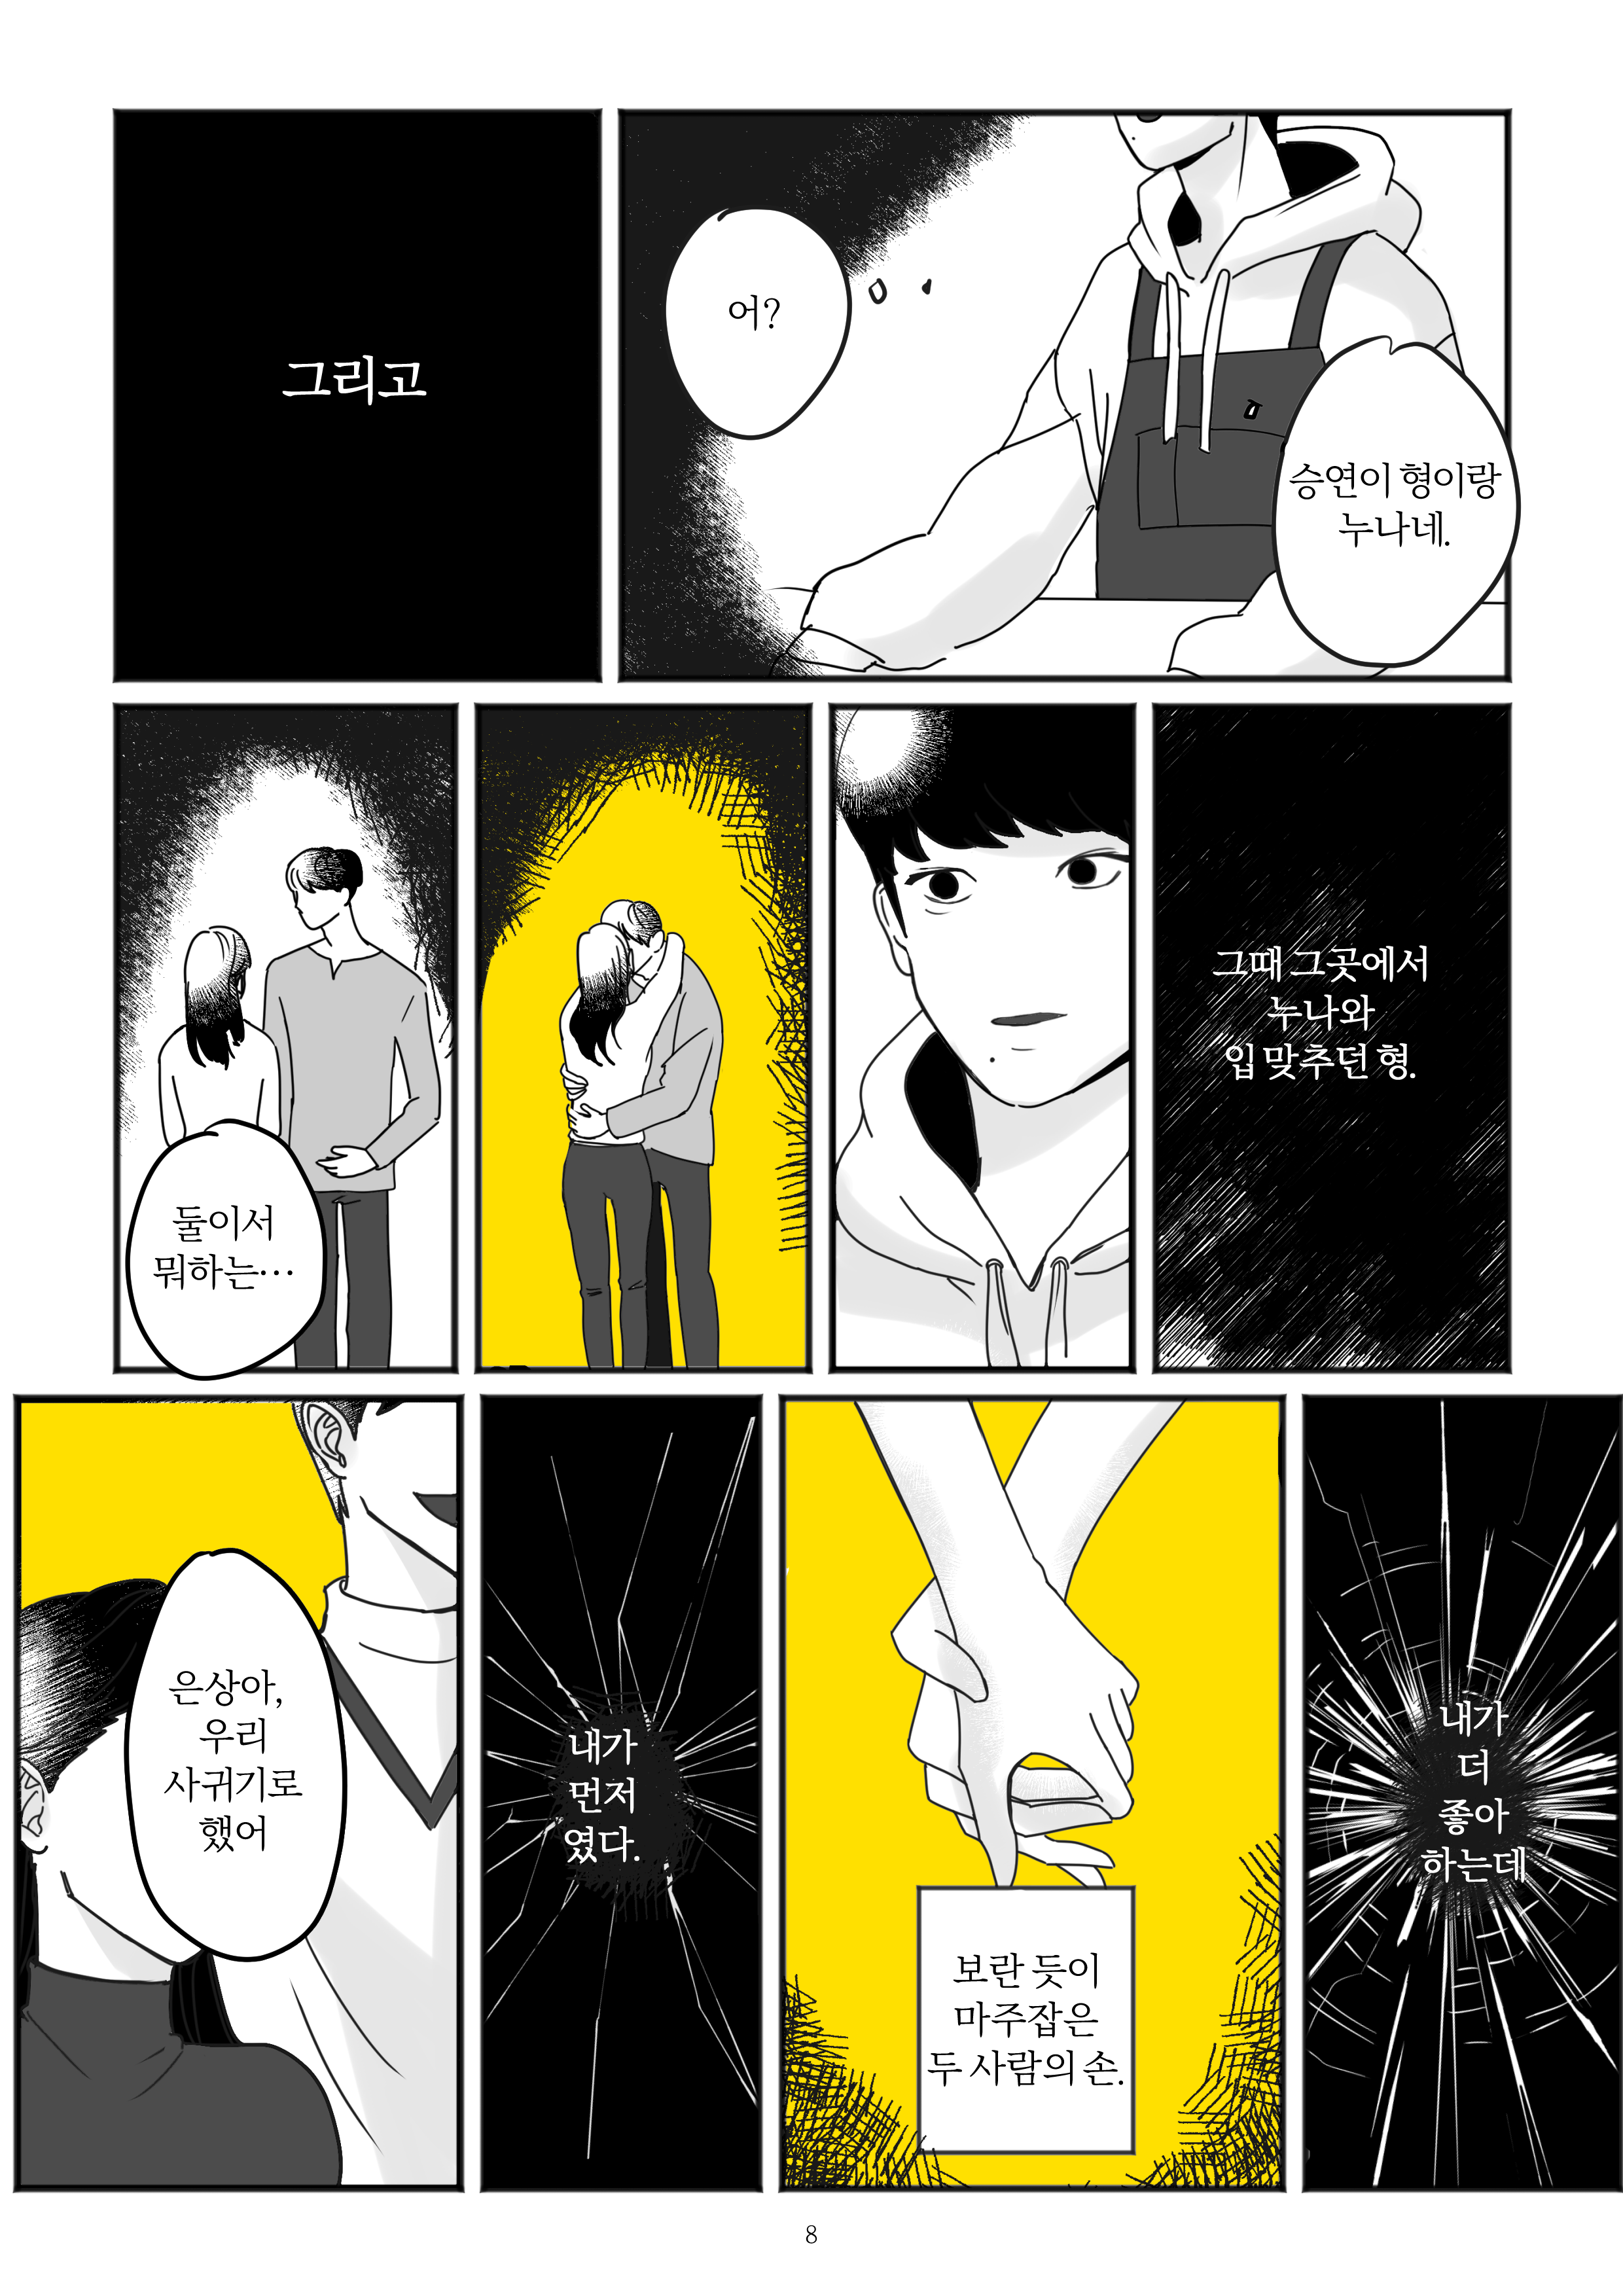 그리고
어?
승연이 형이랑
누나네.
둘이서
뭐하는…
그때 그곳에서
누나와
입 맞추던 형.
은상아,
우리
사귀기로
했어
내가
먼저
였다.
보란 듯이
마주잡은
두 사람의 손.
내가
더
좋아
하는데
8